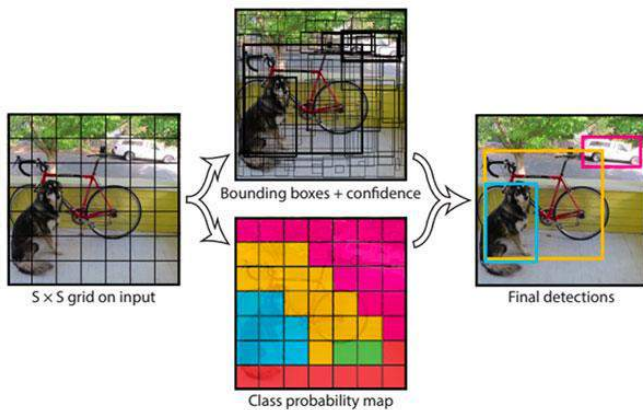 Bounding boxes + confidence
S × S grid on input
Final detections
Class probability map